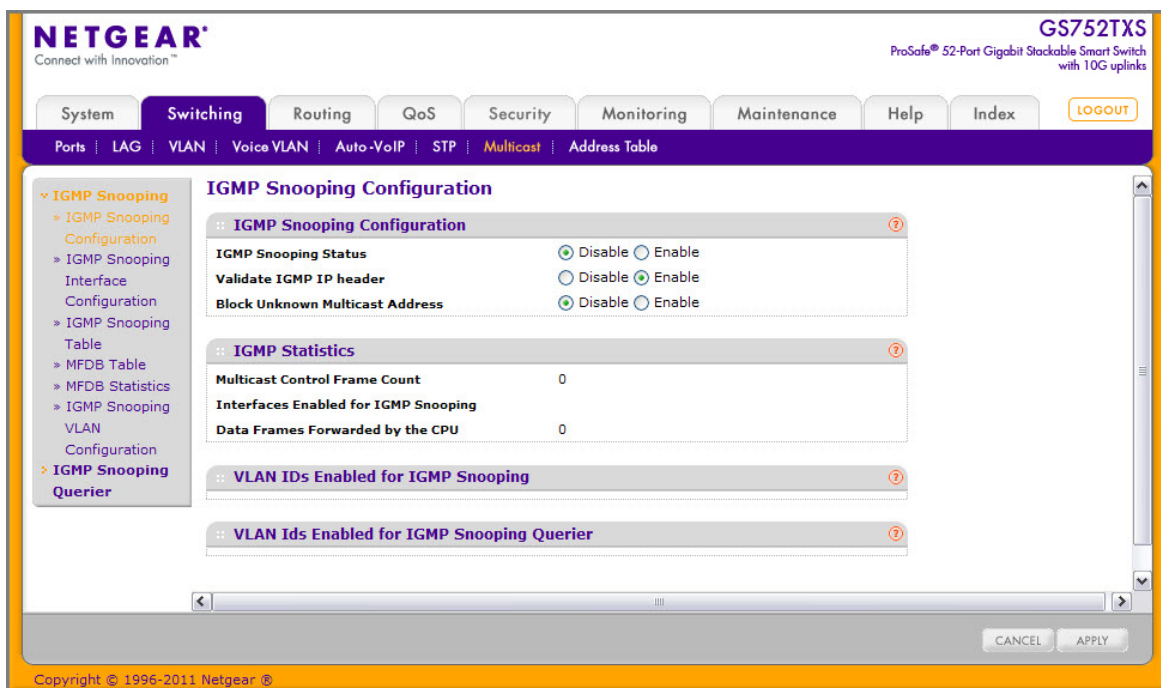 NETGEAR®
Connect with Innovation™
GS752TXS
ProSafe® 52-Port Gigabit Stackable Smart Switch
with 10G uplinks
System Switching Routing QoS Security Monitoring Maintenance Help Index LOGOUT
Ports | LAG | VLAN | Voice VLAN | Auto-VoIP | STP | Multicast | Address Table
IGMP Snooping
» IGMP Snooping
Configuration
» IGMP Snooping
Interface
Configuration
» IGMP Snooping
Table
» MFDB Table
» MFDB Statistics
» IGMP Snooping
VLAN
Configuration
IGMP Snooping
Querier
IGMP Snooping Configuration
:: IGMP Snooping Configuration ?
IGMP Snooping Status Disable Enable
Validate IGMP IP header Disable Enable
Block Unknown Multicast Address Disable Enable
:: IGMP Statistics ?
Multicast Control Frame Count 0
Interfaces Enabled for IGMP Snooping
Data Frames Forwarded by the CPU 0
:: VLAN IDs Enabled for IGMP Snooping ?
:: VLAN Ids Enabled for IGMP Snooping Querier ?
CANCEL APPLY
Copyright © 1996-2011 Netgear ®